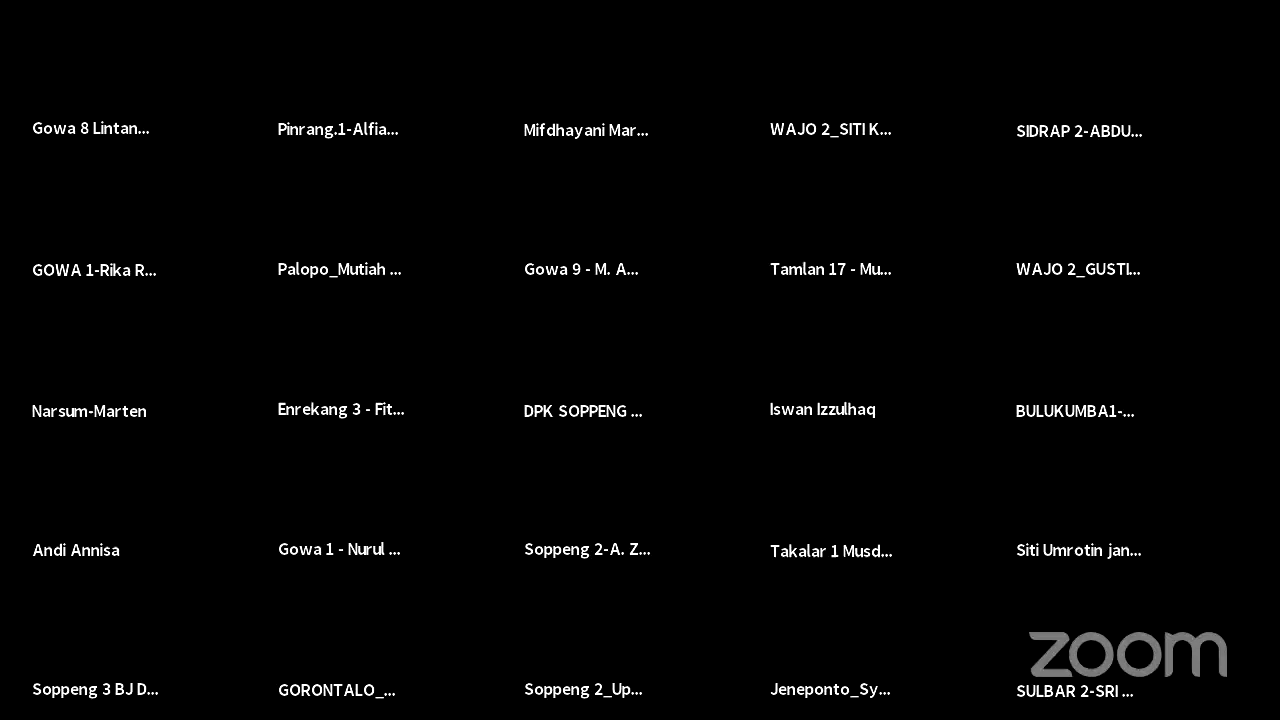 Gowa 8 Lintan...
Pinrang.1-Alfia...
Mifdhayani Mar...
WAJO 2_SITI K...
SIDRAP 2-ABDU...
GOWA 1-Rika R...
Palopo_Mutiah ...
Gowa 9 - M. A...
Tamlan 17 - Mu...
WAJO 2_GUSTI...
Narsum-Marten
Enrekang 3 - Fit...
DPK SOPPENG ...
Iswan Izzulhaq
BULUKUMBA1-...
Andi Annisa
Gowa 1 - Nurul ...
Soppeng 2-A. Z...
Takalar 1 Musd...
Siti Umrotin jan...
Soppeng 3 BJ D...
GORONTALO_...
Soppeng 2_Up...
Jeneponto_Sy...
SULBAR 2-SRI ...
zoom